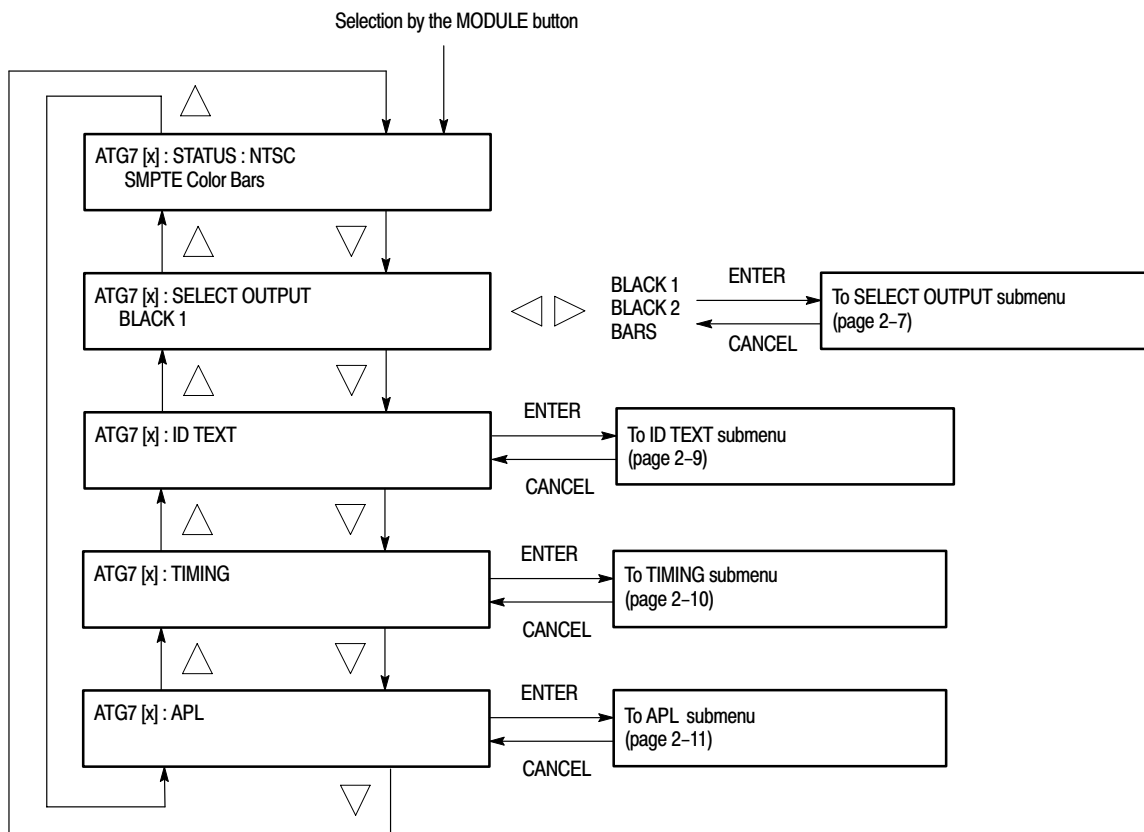 Selection by the MODULE button
ATG7 [x] : STATUS : NTSC
SMPTE Color Bars
ATG7 [x] : SELECT OUTPUT
BLACK 1
BLACK 1
BLACK 2
BARS
ENTER
CANCEL
To SELECT OUTPUT submenu
(page 2–7)
ATG7 [x] : ID TEXT
ENTER
CANCEL
To ID TEXT submenu
(page 2–9)
ATG7 [x] : TIMING
ENTER
CANCEL
To TIMING submenu
(page 2–10)
ATG7 [x] : APL
ENTER
CANCEL
To APL submenu
(page 2–11)